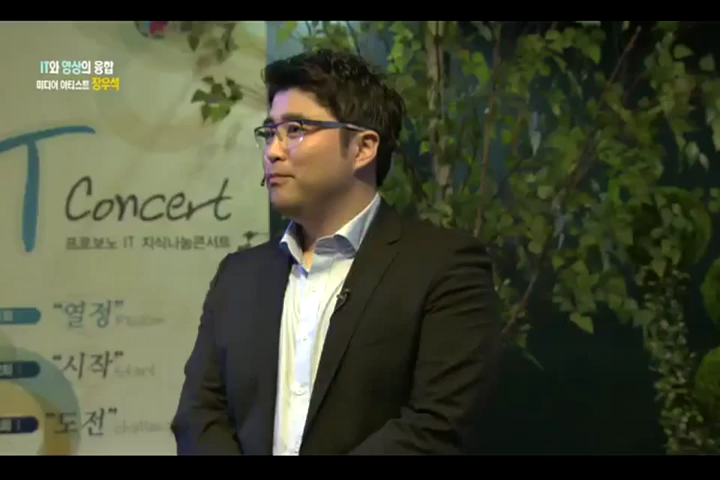 IT와 영상의 융합
미디어 아티스트 장우석
T
Concert
프로보노 IT 지식나눔콘서트
“열정”
“시작”
“도전”